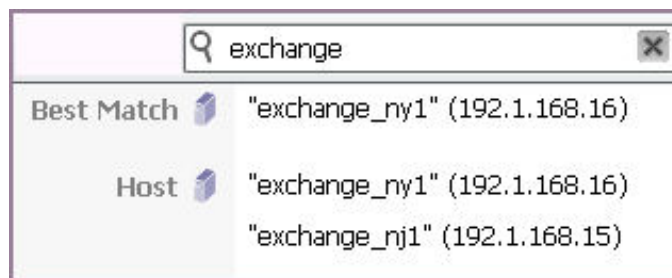 exchange
Best Match "exchange_ny1" (192.1.168.16)
Host "exchange_ny1" (192.1.168.16)
"exchange_nj1" (192.1.168.15)